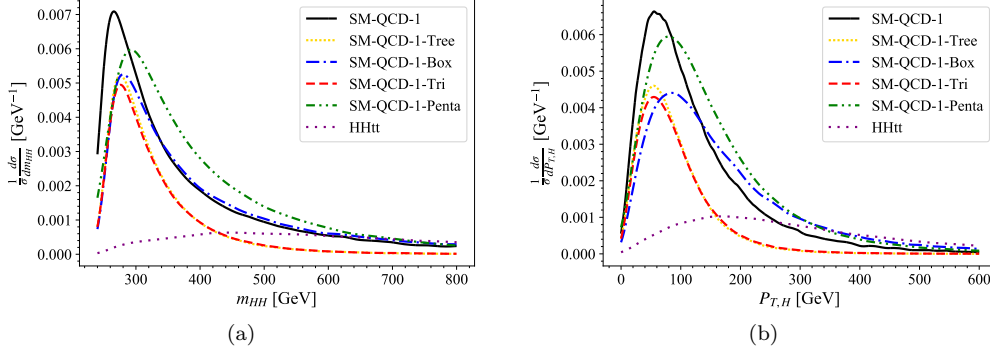 0.007
0.006
0.005
0.004
0.003
0.002
0.001
0.000
1/σ dσ/dm_HH [GeV⁻¹]
300 400 500 600 700 800
m_HH [GeV]
SM-QCD-1
SM-QCD-1-Tree
SM-QCD-1-Box
SM-QCD-1-Tri
SM-QCD-1-Penta
HHtt
(a)
0.006
0.005
0.004
0.003
0.002
0.001
0.000
1/σ dσ/dP_T,H [GeV⁻¹]
0 100 200 300 400 500 600
P_T,H [GeV]
SM-QCD-1
SM-QCD-1-Tree
SM-QCD-1-Box
SM-QCD-1-Tri
SM-QCD-1-Penta
HHtt
(b)